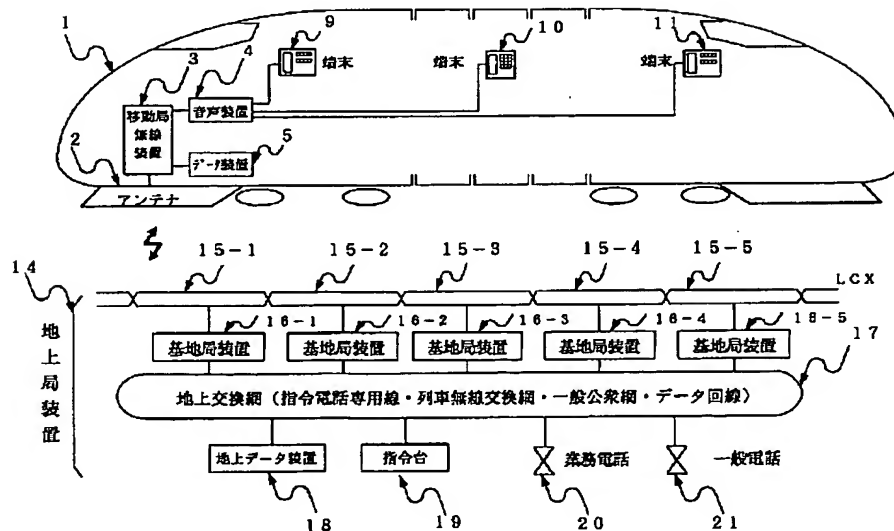 1
3
4
9
10
11
端末
端末
端末
移動局
無線
装置
音声装置
2
5
データ装置
アンテナ
14
15-1
15-2
15-3
15-4
15-5
LCX
地上局装置
16-1
16-2
16-3
16-4
16-5
基地局装置
基地局装置
基地局装置
基地局装置
基地局装置
17
地上交換網(指令電話専用線・列車無線交換網・一般公衆網・データ回線)
地上データ装置
指令台
業務電話
一般電話
18
19
20
21